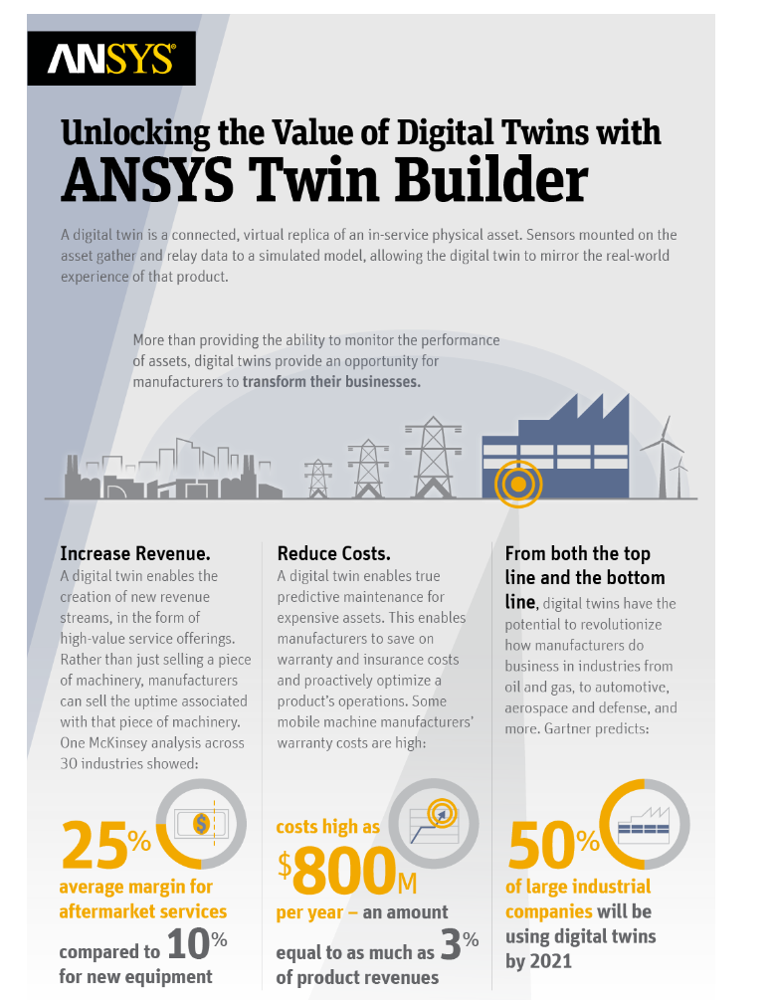 ANSYS®
Unlocking the Value of Digital Twins with
ANSYS Twin Builder
A digital twin is a connected, virtual replica of an in-service physical asset. Sensors mounted on the
asset gather and relay data to a simulated model, allowing the digital twin to mirror the real-world
experience of that product.
More than providing the ability to monitor the performance
of assets, digital twins provide an opportunity for
manufacturers to transform their businesses.
Increase Revenue.
A digital twin enables the
creation of new revenue
streams, in the form of
high-value service offerings.
Rather than just selling a piece
of machinery, manufacturers
can sell the uptime associated
with that piece of machinery.
One McKinsey analysis across
30 industries showed:
$
25%
average margin for
aftermarket services
compared to 10%
for new equipment
Reduce Costs.
A digital twin enables true
predictive maintenance for
expensive assets. This enables
manufacturers to save on
warranty and insurance costs
and proactively optimize a
product's operations. Some
mobile machine manufacturers'
warranty costs are high:
costs high as
$800M
per year – an amount
equal to as much as 3%
of product revenues
From both the top
line and the bottom
line, digital twins have the
potential to revolutionize
how manufacturers do
business in industries from
oil and gas, to automotive,
aerospace and defense, and
more. Gartner predicts:
50%
of large industrial
companies will be
using digital twins
by 2021